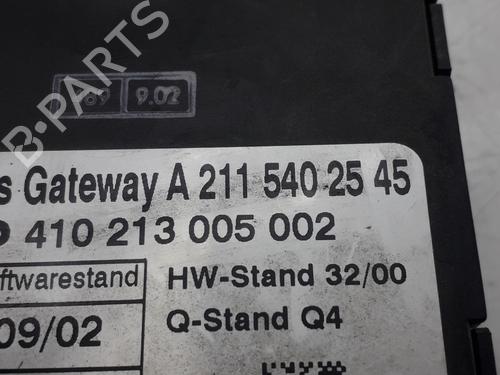 B-PARTS
69 9.02
s Gateway A 211 540 25 45
410 213 005 002
ftwarestand
HW-Stand 32/00
09/02
Q-Stand Q4